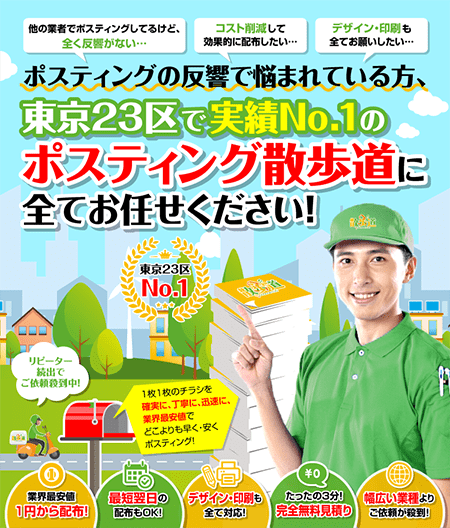 他の業者でポスティングしてるけど、
全く反響がない…
コスト削減して
効果的に配布したい…
デザイン・印刷も
全てお願いしたい…
ポスティングの反響で悩まれている方、
東京23区で実績No.1の
ポスティング散歩道に
全てお任せください!
東京23区
No.1
リピーター
続出で
ご依頼殺到中!
1枚1枚のチラシを
確実に、丁寧に、迅速に、
業界最安値で
どこよりも早く・安く
ポスティング!
業界最安値
1円から配布!
最短翌日の
配布もOK!
デザイン・印刷も
全て対応!
¥0
たったの3分!
完全無料見積り
幅広い業種より
ご依頼が殺到!